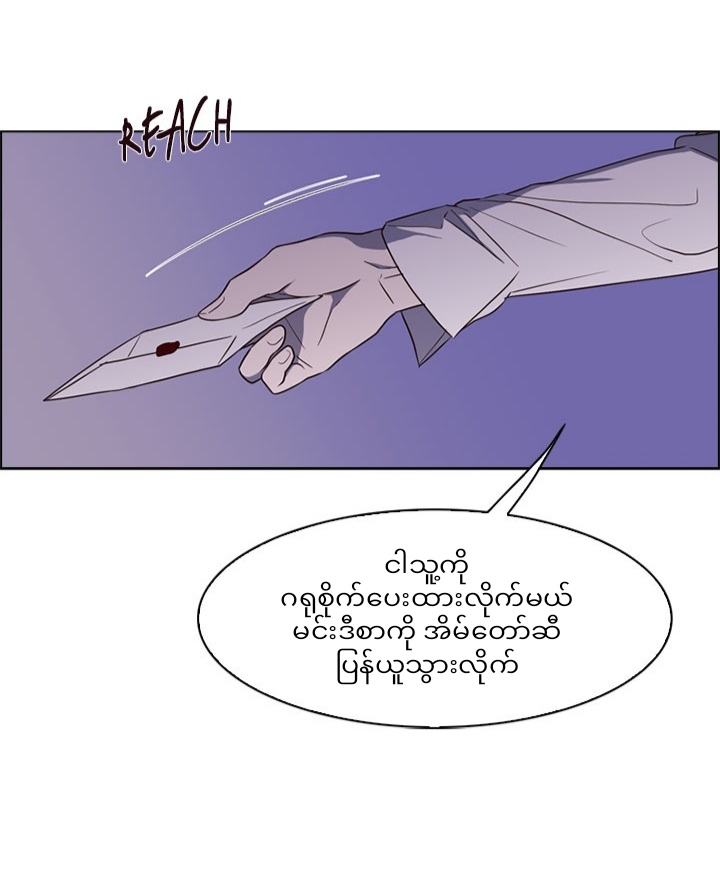 REACH
ငါသူ့ကို
ဂရုစိုက်ပေးထားလိုက်မယ်
မင်းဒီစာကို အိမ်တော်ဆီ
ပြန်ယူသွားလိုက်